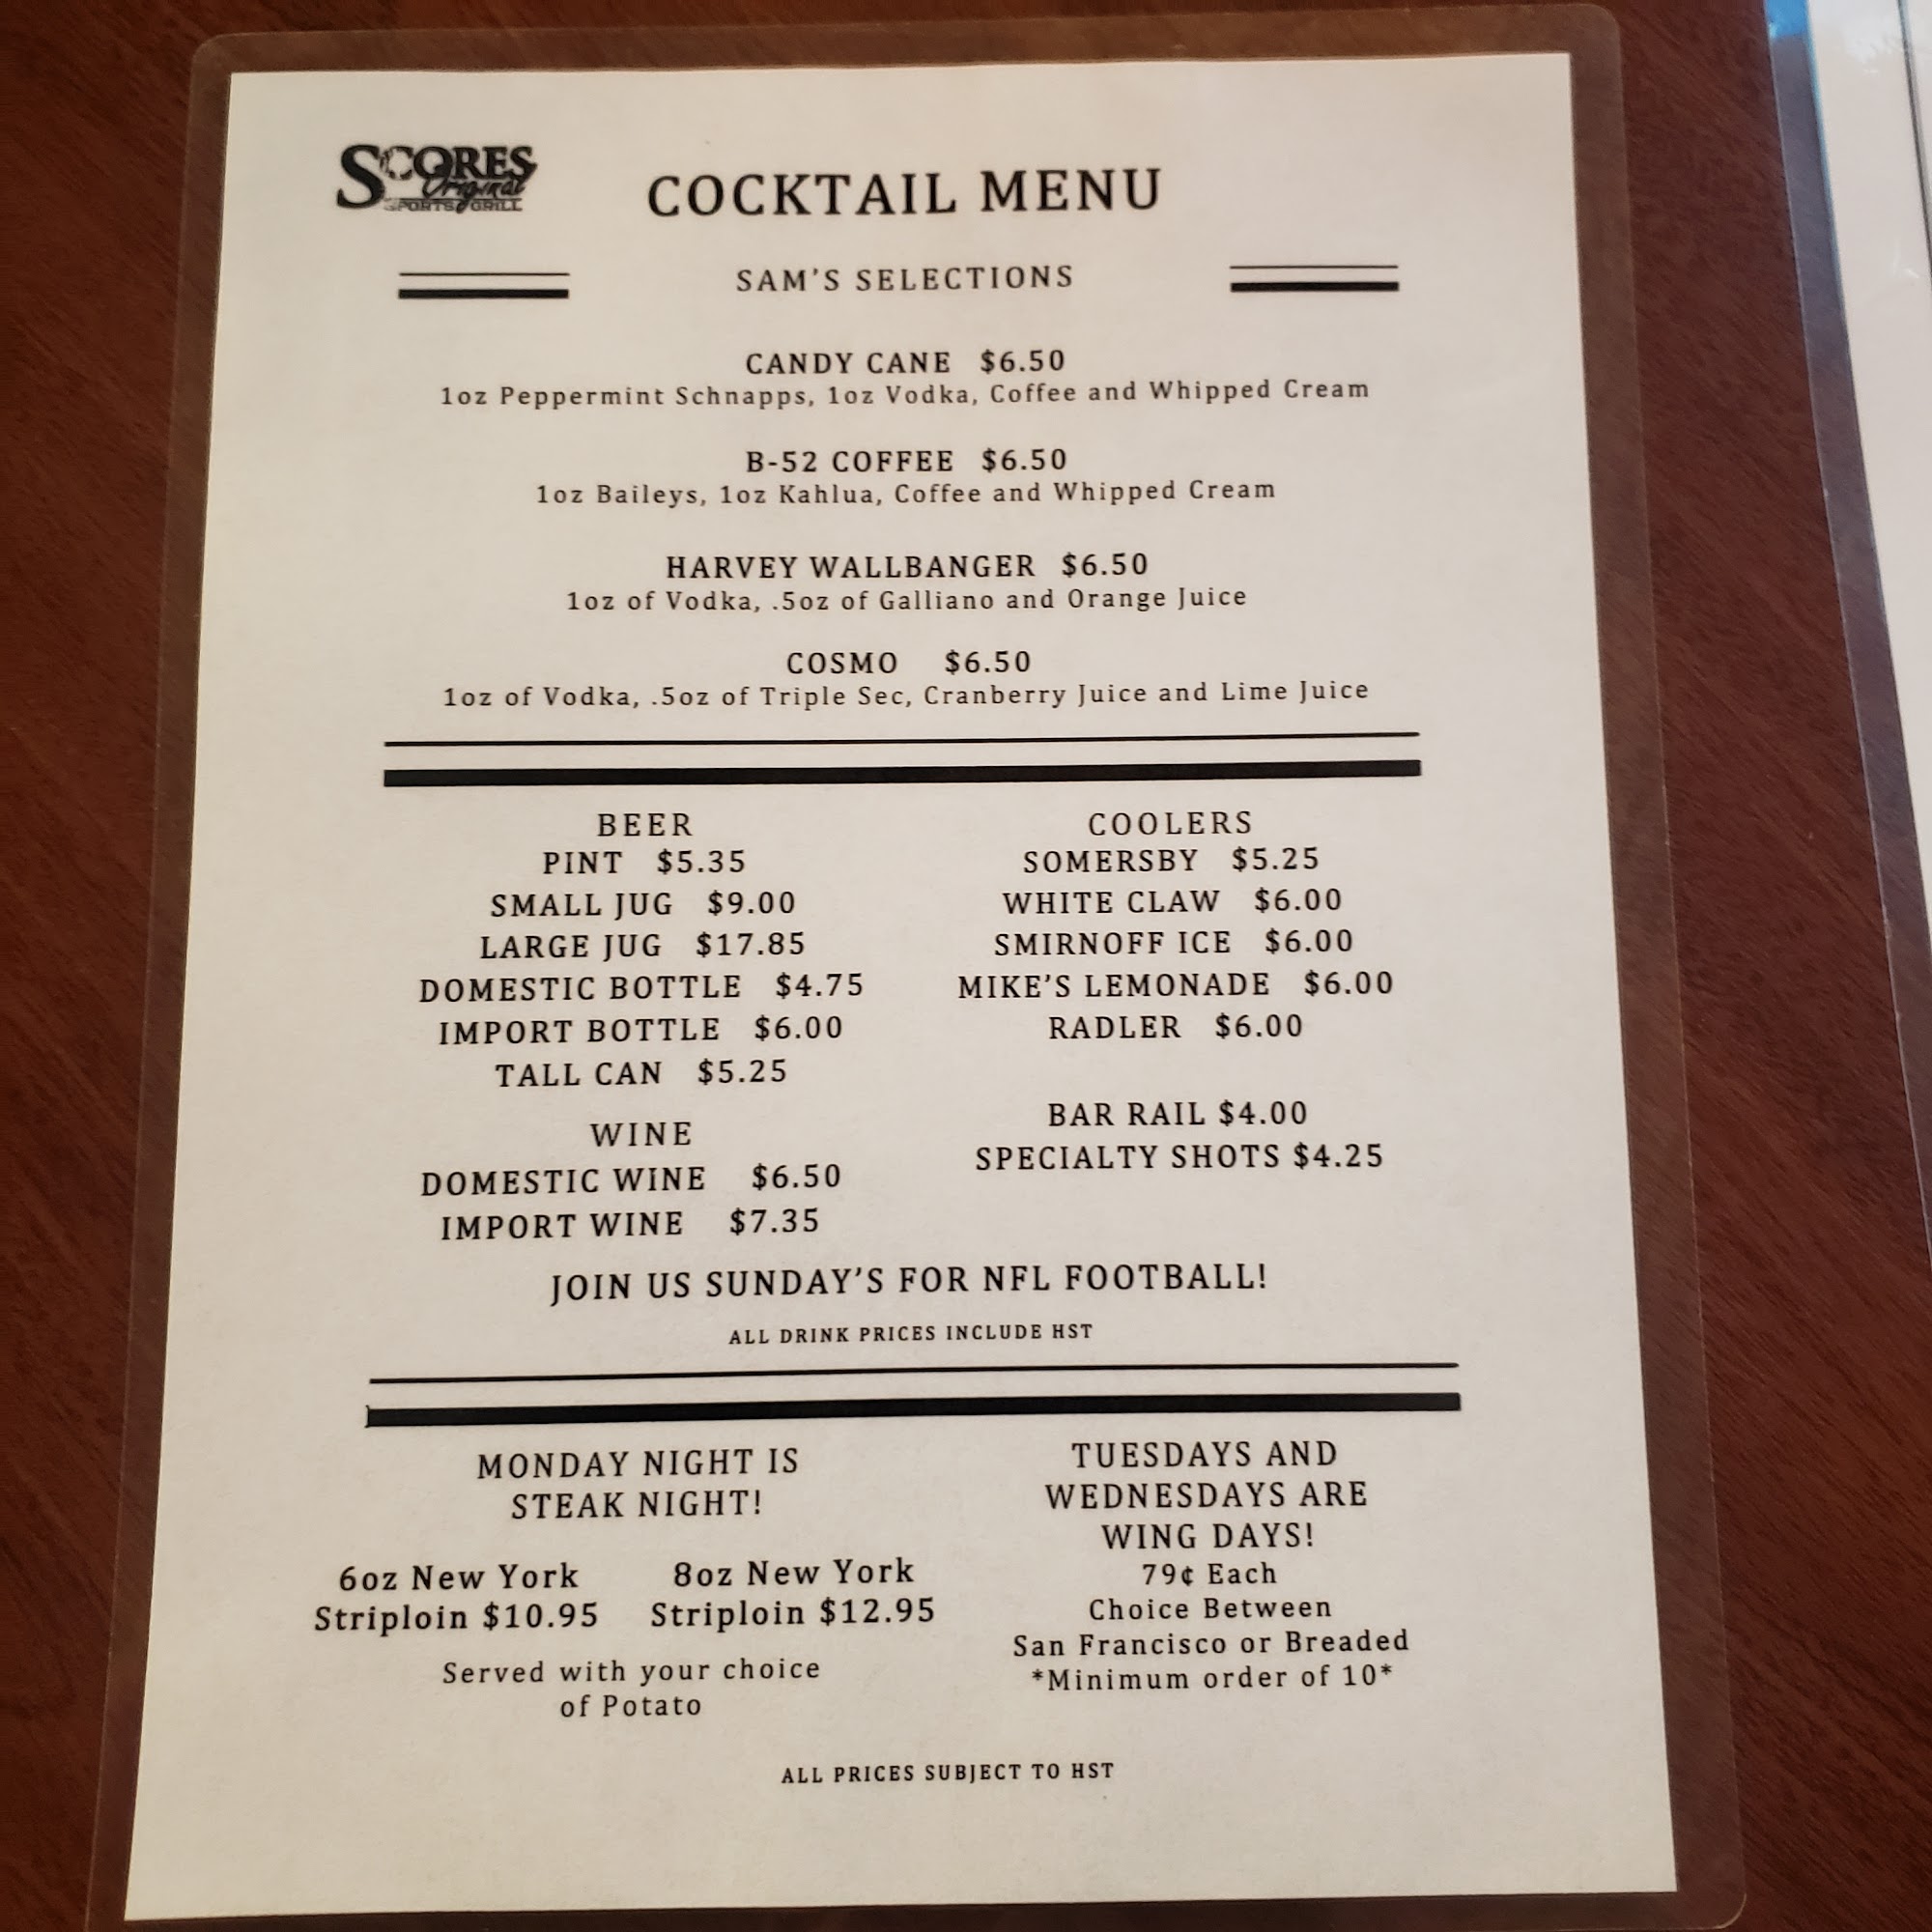 SCORES
Original
SPORTS GRILL
COCKTAIL MENU
SAM'S SELECTIONS
CANDY CANE $6.50
1oz Peppermint Schnapps, 1oz Vodka, Coffee and Whipped Cream
B-52 COFFEE $6.50
1oz Baileys, 1oz Kahlua, Coffee and Whipped Cream
HARVEY WALLBANGER $6.50
1oz of Vodka, .5oz of Galliano and Orange Juice
COSMO $6.50
1oz of Vodka, .5oz of Triple Sec, Cranberry Juice and Lime Juice
BEER
PINT $5.35
SMALL JUG $9.00
LARGE JUG $17.85
DOMESTIC BOTTLE $4.75
IMPORT BOTTLE $6.00
TALL CAN $5.25
WINE
DOMESTIC WINE $6.50
IMPORT WINE $7.35
COOLERS
SOMERSBY $5.25
WHITE CLAW $6.00
SMIRNOFF ICE $6.00
MIKE'S LEMONADE $6.00
RADLER $6.00
BAR RAIL $4.00
SPECIALTY SHOTS $4.25
JOIN US SUNDAY'S FOR NFL FOOTBALL!
ALL DRINK PRICES INCLUDE HST
MONDAY NIGHT IS
STEAK NIGHT!
6oz New York
Striploin $10.95
8oz New York
Striploin $12.95
Served with your choice
of Potato
TUESDAYS AND
WEDNESDAYS ARE
WING DAYS!
79¢ Each
Choice Between
San Francisco or Breaded
*Minimum order of 10*
ALL PRICES SUBJECT TO HST